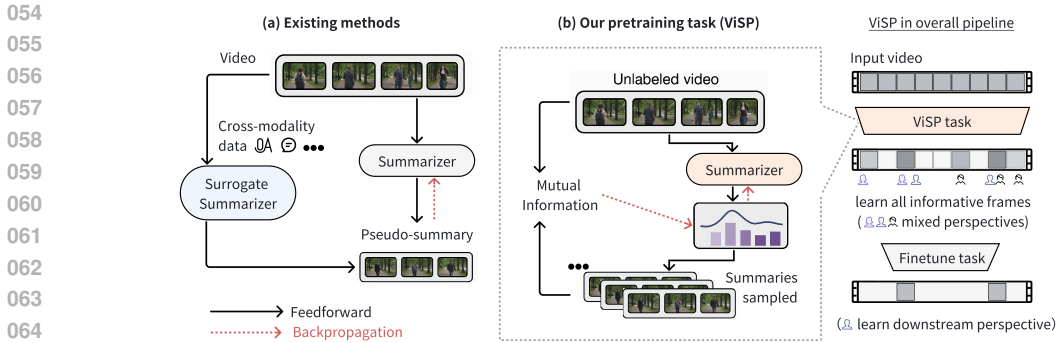 054
055
056
057
058
059
060
061
062
063
064
(a) Existing methods
Video
Cross-modality
data
Surrogate
Summarizer
Summarizer
Pseudo-summary
Feedforward
Backpropagation
(b) Our pretraining task (ViSP)
Unlabeled video
Summarizer
Mutual
Information
Summaries
sampled
ViSP in overall pipeline
Input video
ViSP task
learn all informative frames
( mixed perspectives)
Finetune task
( learn downstream perspective)